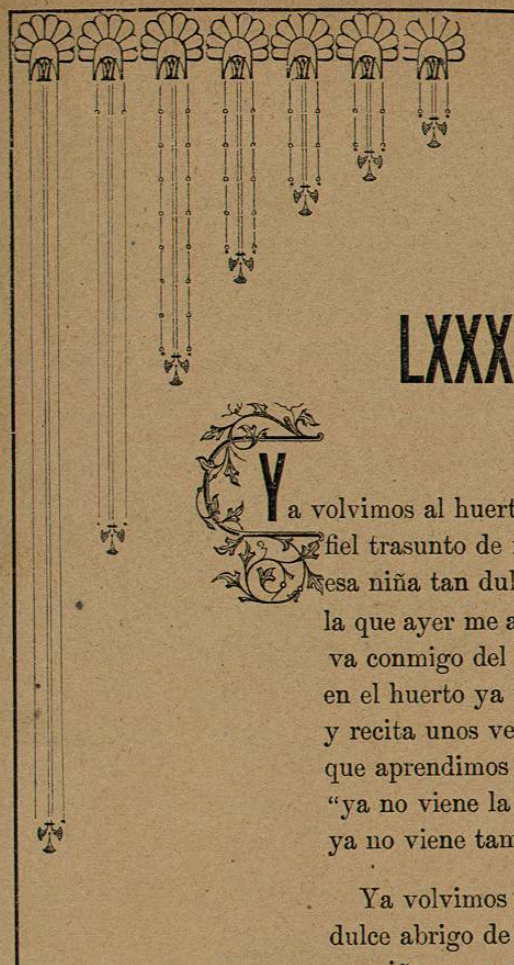 LXXX
Ya volvimos al huert
fiel trasunto de
esa niña tan dul
la que ayer me a
va conmigo del
en el huerto ya
y recita unos ve
que aprendimos
“ya no viene la
ya no viene tam
Ya volvimos
dulce abrigo de